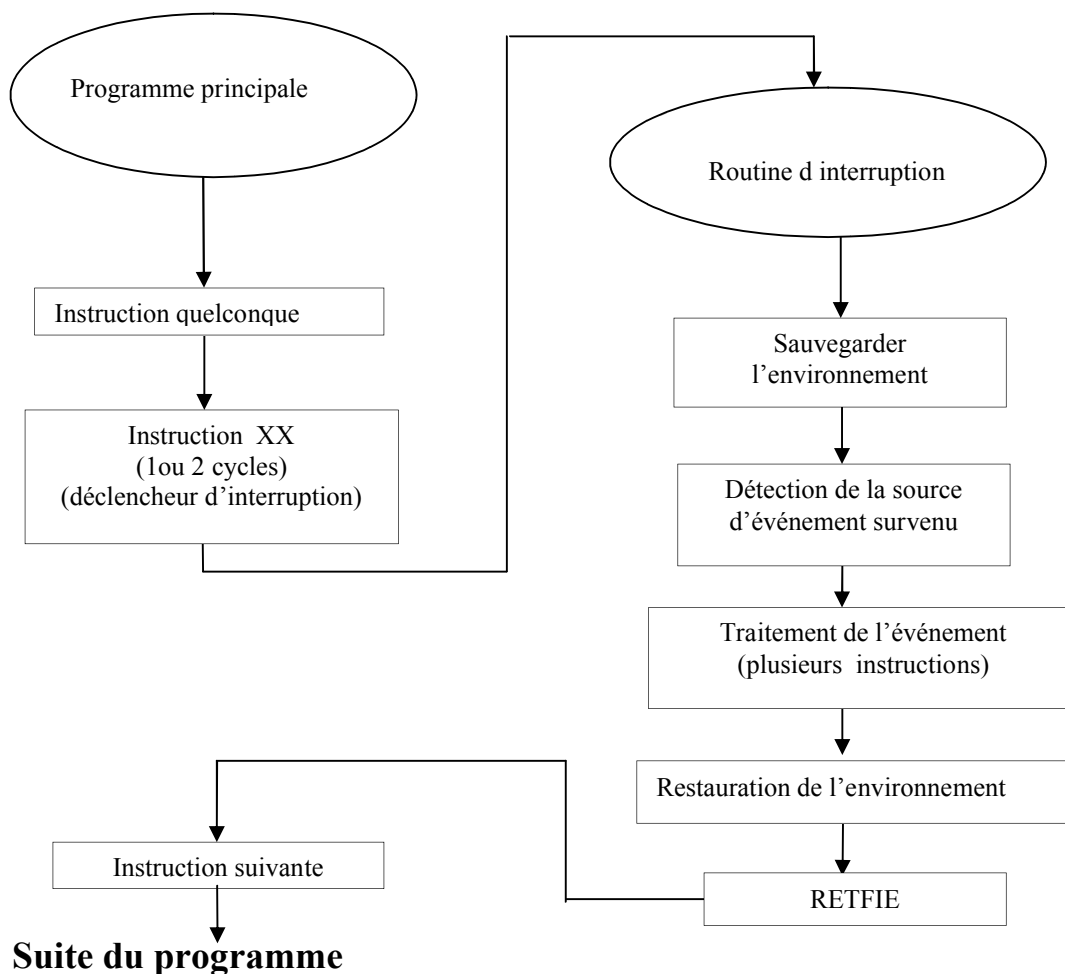 Programme principale
Instruction quelconque
Instruction XX
(1ou 2 cycles)
(déclencheur d’interruption)
Routine d interruption
Sauvegarder
l’environnement
Détection de la source
d’événement survenu
Traitement de l’événement
(plusieurs instructions)
Restauration de l’environnement
RETFIE
Instruction suivante
Suite du programme